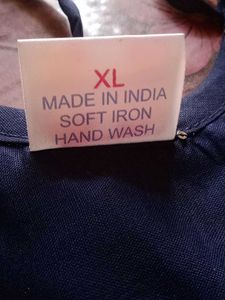 XL
MADE IN INDIA
SOFT IRON
HAND WASH